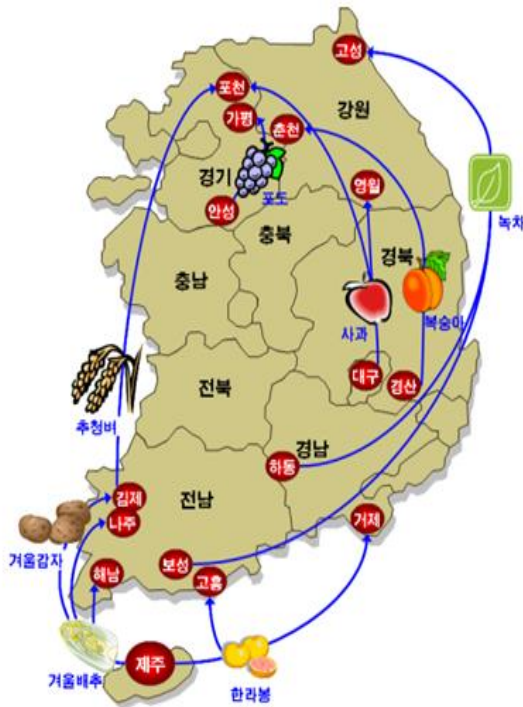 고성
포천
강원
가평
춘천
경기
포도
영월
안성
녹차
충북
경북
충남
사과
복숭아
대구
경산
전북
추청벼
경남
하동
김제
전남
나주
거제
겨울감자
해남
보성
고흥
제주
겨울배추
한라봉